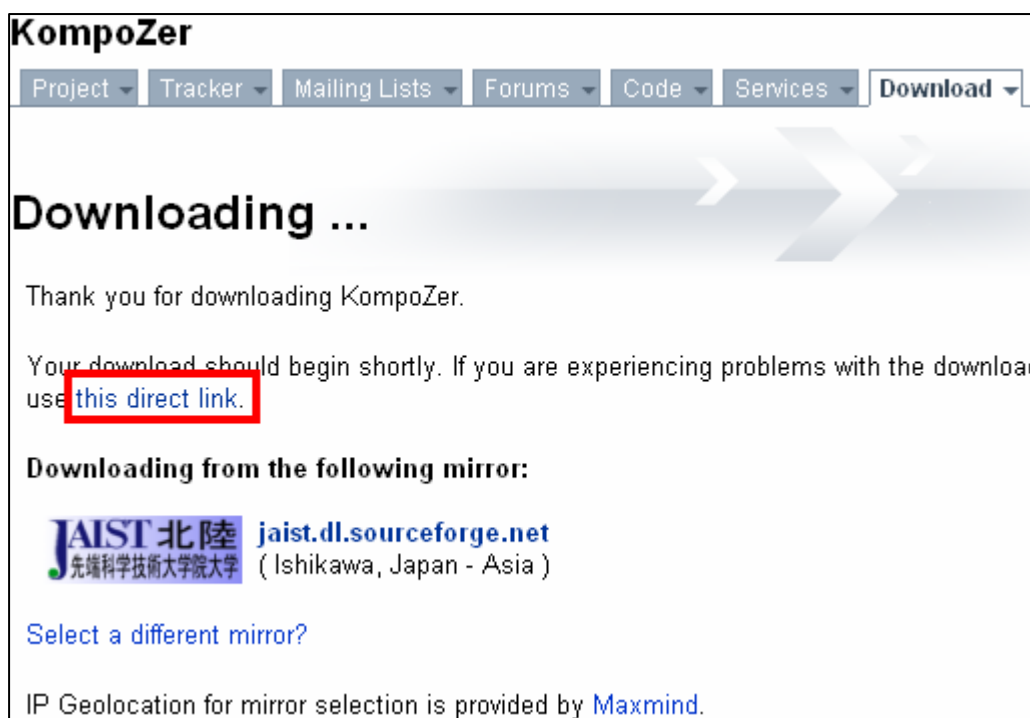 KompoZer
Project Tracker Mailing Lists Forums Code Services Download
Downloading ...
Thank you for downloading KompoZer.
Your download should begin shortly. If you are experiencing problems with the downloa
use this direct link.
Downloading from the following mirror:
JAIST 北陸 jaist.dl.sourceforge.net
先端科学技術大学院大学 ( Ishikawa, Japan - Asia )
Select a different mirror?
IP Geolocation for mirror selection is provided by Maxmind.